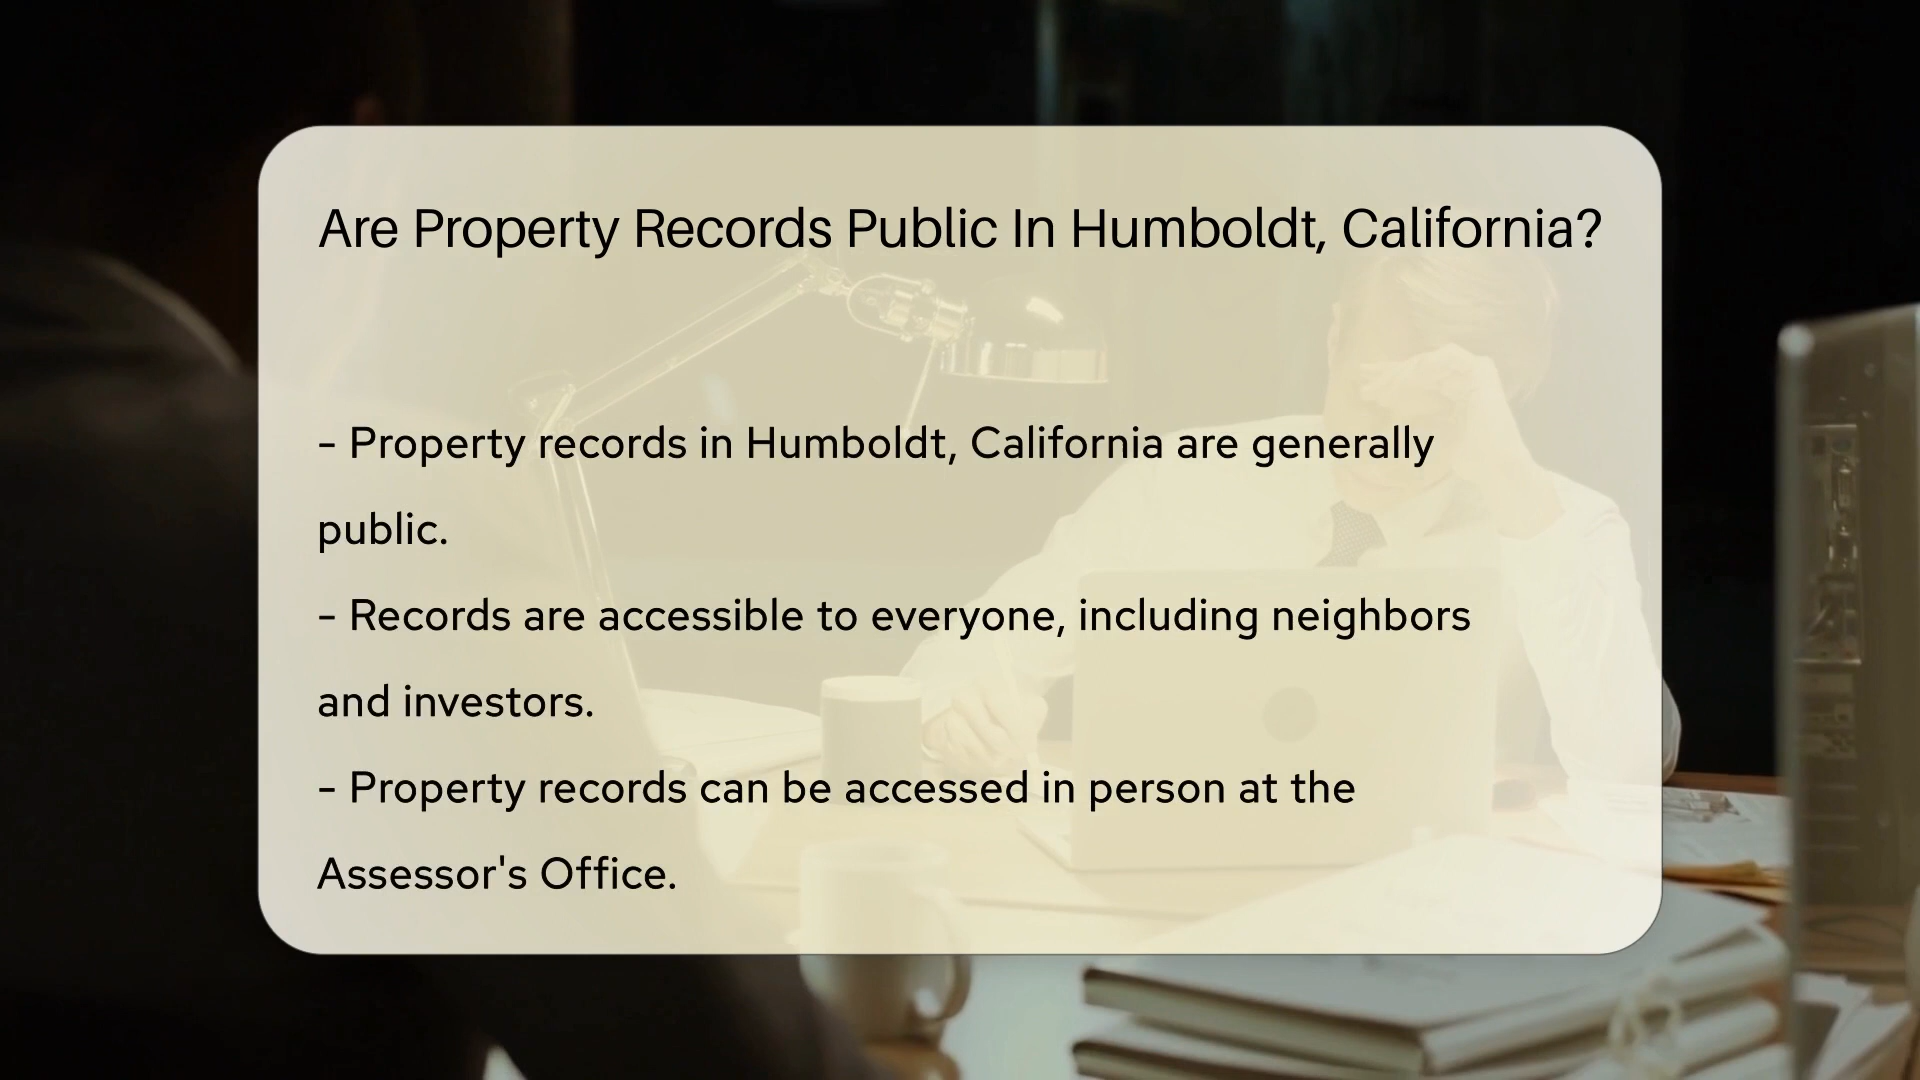 Are Property Records Public In Humboldt, California?
- Property records in Humboldt, California are generally
public.
- Records are accessible to everyone, including neighbors
and investors.
- Property records can be accessed in person at the
Assessor's Office.